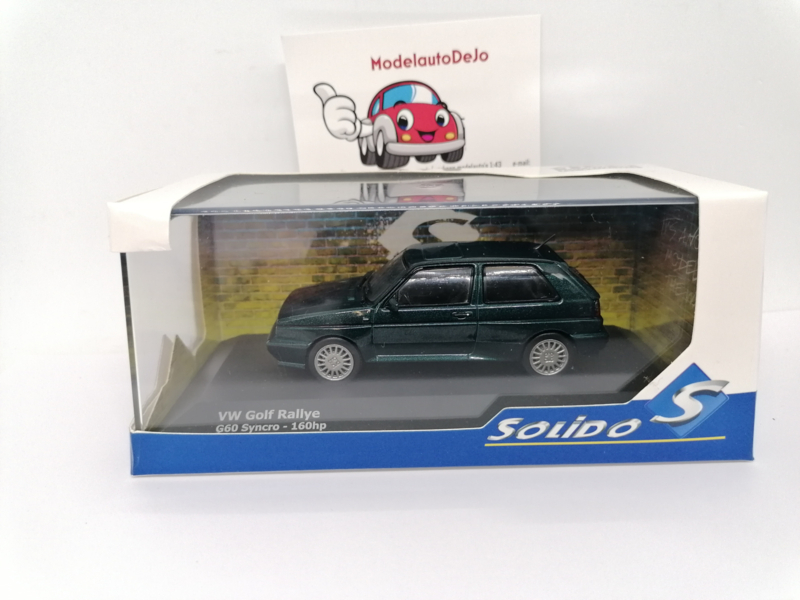 ModelautoDeJo
VW Golf Rallye
G60 Syncro - 160hp
SOLiDO
S